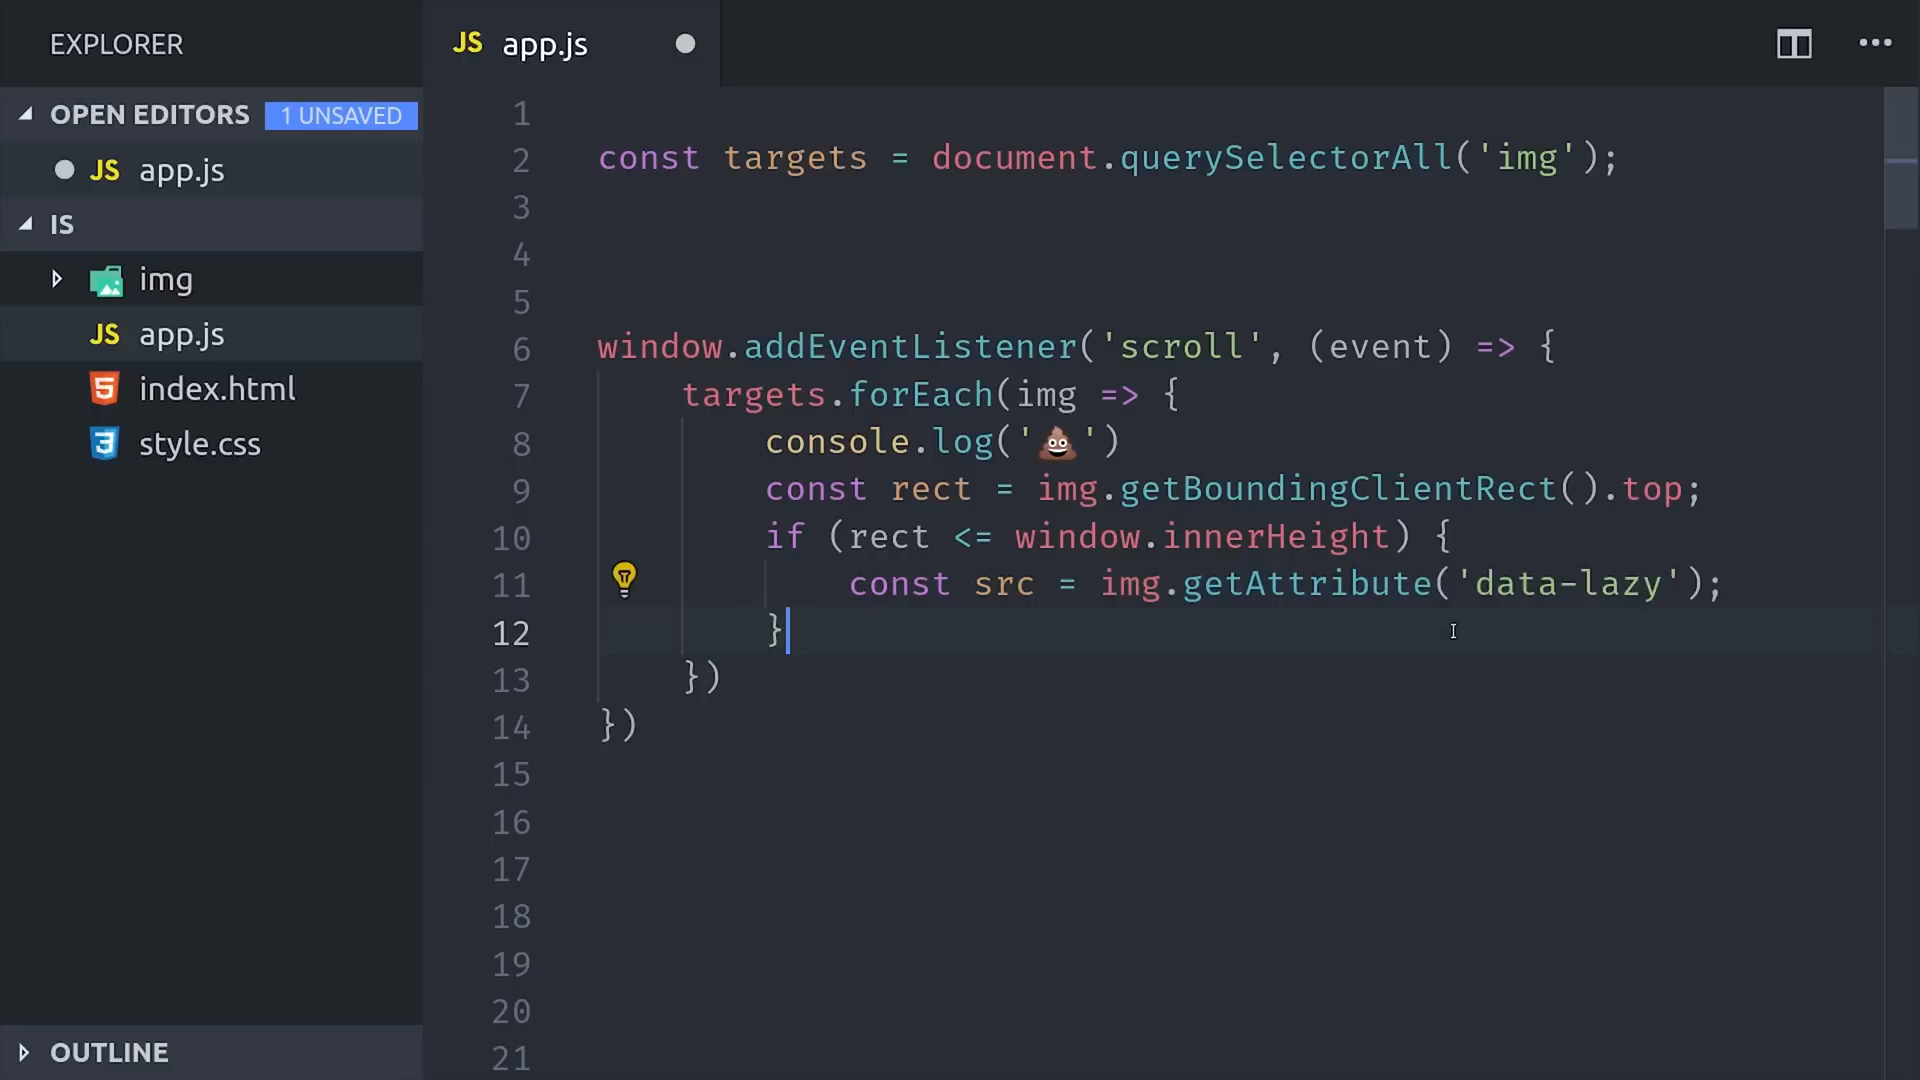 EXPLORER
JS app.js
OPEN EDITORS 1 UNSAVED
JS app.js
IS
img
JS app.js
5 index.html
3 style.css
OUTLINE
1
2 const targets = document.querySelectorAll('img');
3
4
5
6 window.addEventListener('scroll', (event) => {
7 targets.forEach(img => {
8 console.log('💩')
9 const rect = img.getBoundingClientRect().top;
10 if (rect <= window.innerHeight) {
11 const src = img.getAttribute('data-lazy');
12 }
13 })
14 })
15
16
17
18
19
20
21